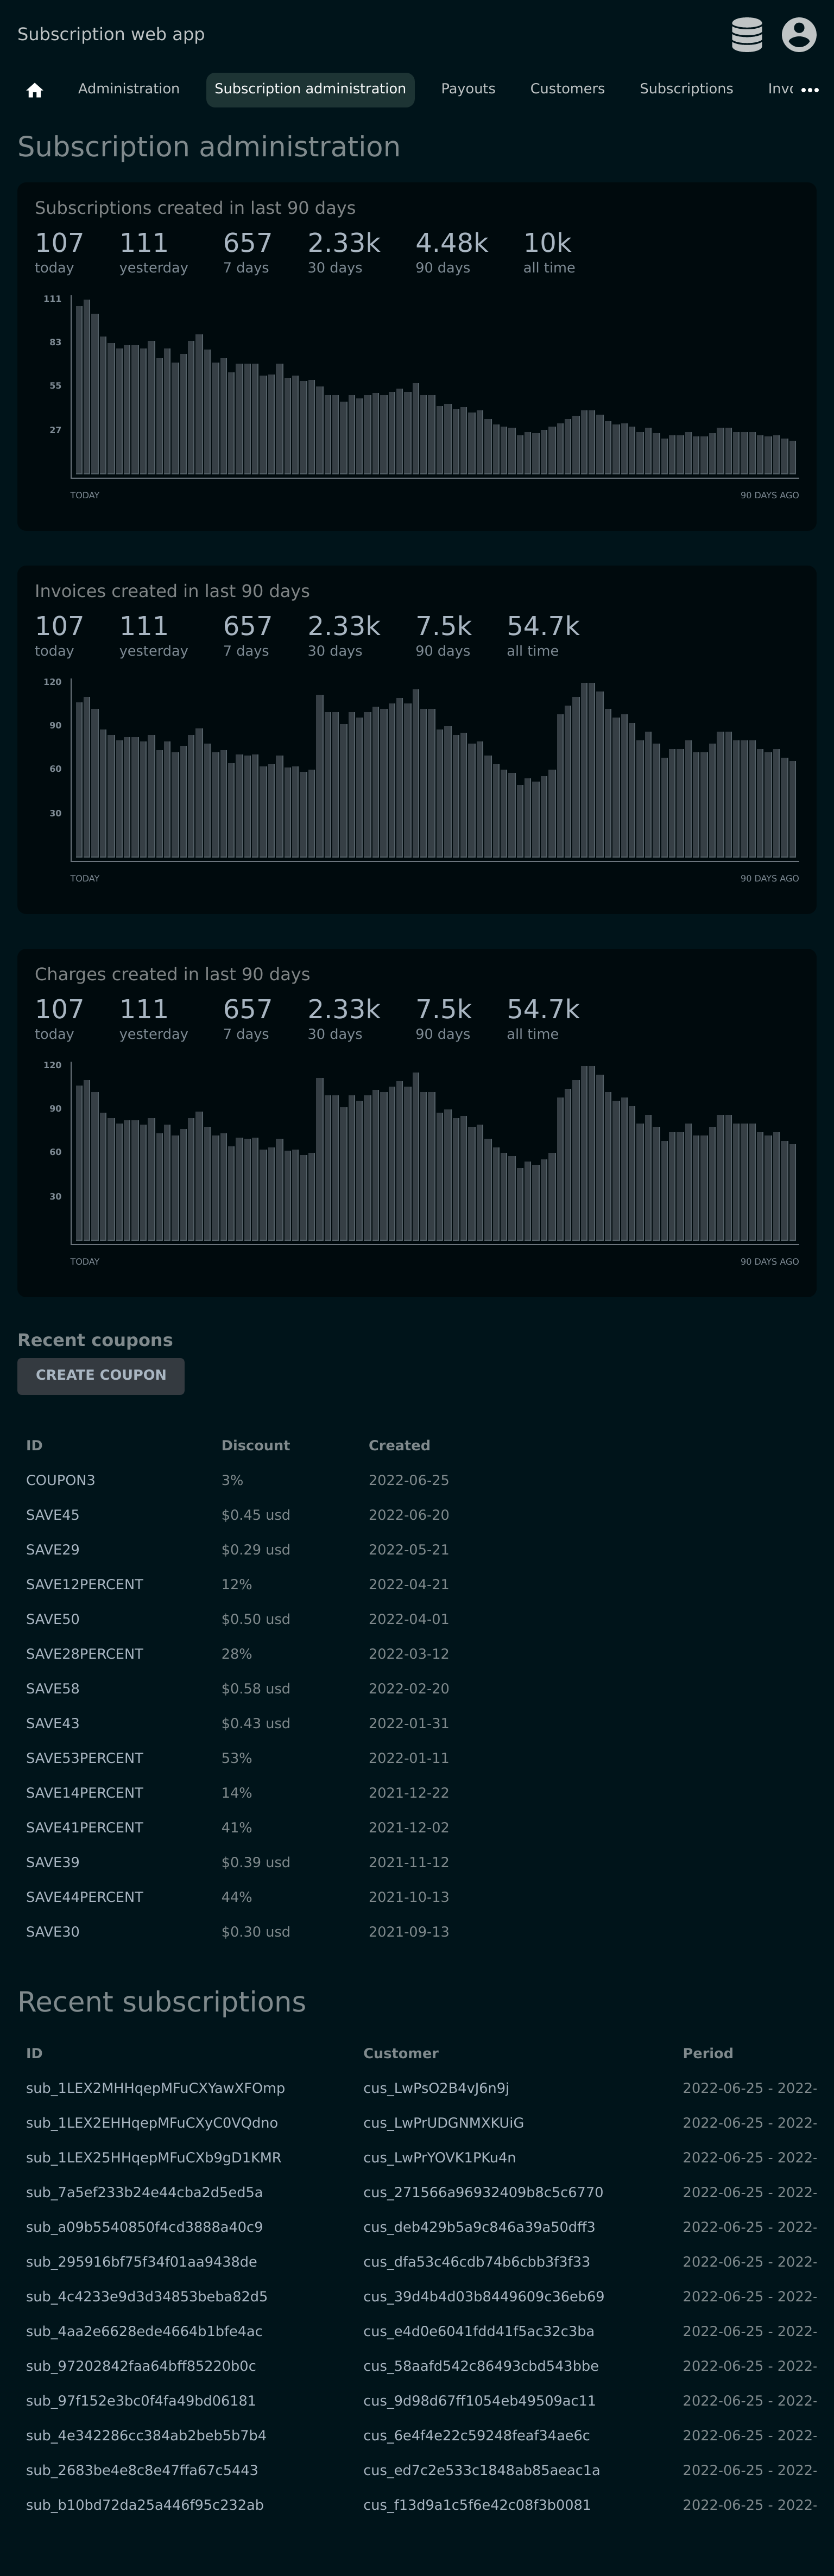 Subscription web app
Administration Subscription administration Payouts Customers Subscriptions
Subscription administration
Subscriptions created in last 90 days
107 111 657 2.33k 4.48k 10k
today yesterday 7 days 30 days 90 days all time
111
83
55
27
TODAY 90 DAYS AGO
Invoices created in last 90 days
107 111 657 2.33k 7.5k 54.7k
today yesterday 7 days 30 days 90 days all time
120
90
60
30
TODAY 90 DAYS AGO
Charges created in last 90 days
107 111 657 2.33k 7.5k 54.7k
today yesterday 7 days 30 days 90 days all time
120
90
60
30
TODAY 90 DAYS AGO
Recent coupons
CREATE COUPON
ID Discount Created
COUPON3 3% 2022-06-25
SAVE45 $0.45 usd 2022-06-20
SAVE29 $0.29 usd 2022-05-21
SAVE12PERCENT 12% 2022-04-21
SAVE50 $0.50 usd 2022-04-01
SAVE28PERCENT 28% 2022-03-12
SAVE58 $0.58 usd 2022-02-20
SAVE43 $0.43 usd 2022-01-31
SAVE53PERCENT 53% 2022-01-11
SAVE14PERCENT 14% 2021-12-22
SAVE41PERCENT 41% 2021-12-02
SAVE39 $0.39 usd 2021-11-12
SAVE44PERCENT 44% 2021-10-13
SAVE30 $0.30 usd 2021-09-13
Recent subscriptions
ID Customer Period
sub_1LEX2MHHqepMFuCXYawXFOmp cus_LwPsO2B4vJ6n9j 2022-06-25 - 2022-
sub_1LEX2EHHqepMFuCXyC0VQdno cus_LwPrUDGNMXKUiG 2022-06-25 - 2022-
sub_1LEX25HHqepMFuCXb9gD1KMR cus_LwPrYOVK1PKu4n 2022-06-25 - 2022-
sub_7a5ef233b24e44cba2d5ed5a cus_271566a96932409b8c5c6770 2022-06-25 - 2022-
sub_a09b5540850f4cd3888a40c9 cus_deb429b5a9c846a39a50dff3 2022-06-25 - 2022-
sub_295916bf75f34f01aa9438de cus_dfa53c46cdb74b6cbb3f3f33 2022-06-25 - 2022-
sub_4c4233e9d3d34853beba82d5 cus_39d4b4d03b8449609c36eb69 2022-06-25 - 2022-
sub_4aa2e6628ede4664b1bfe4ac cus_e4d0e6041fdd41f5ac32c3ba 2022-06-25 - 2022-
sub_97202842faa64bff85220b0c cus_58aafd542c86493cbd543bbe 2022-06-25 - 2022-
sub_97f152e3bc0f4fa49bd06181 cus_9d98d67ff1054eb49509ac11 2022-06-25 - 2022-
sub_4e342286cc384ab2beb5b7b4 cus_6e4f4e22c59248feaf34ae6c 2022-06-25 - 2022-
sub_2683be4e8c8e47ffa67c5443 cus_ed7c2e533c1848ab85aeac1a 2022-06-25 - 2022-
sub_b10bd72da25a446f95c232ab cus_f13d9a1c5f6e42c08f3b0081 2022-06-25 - 2022-